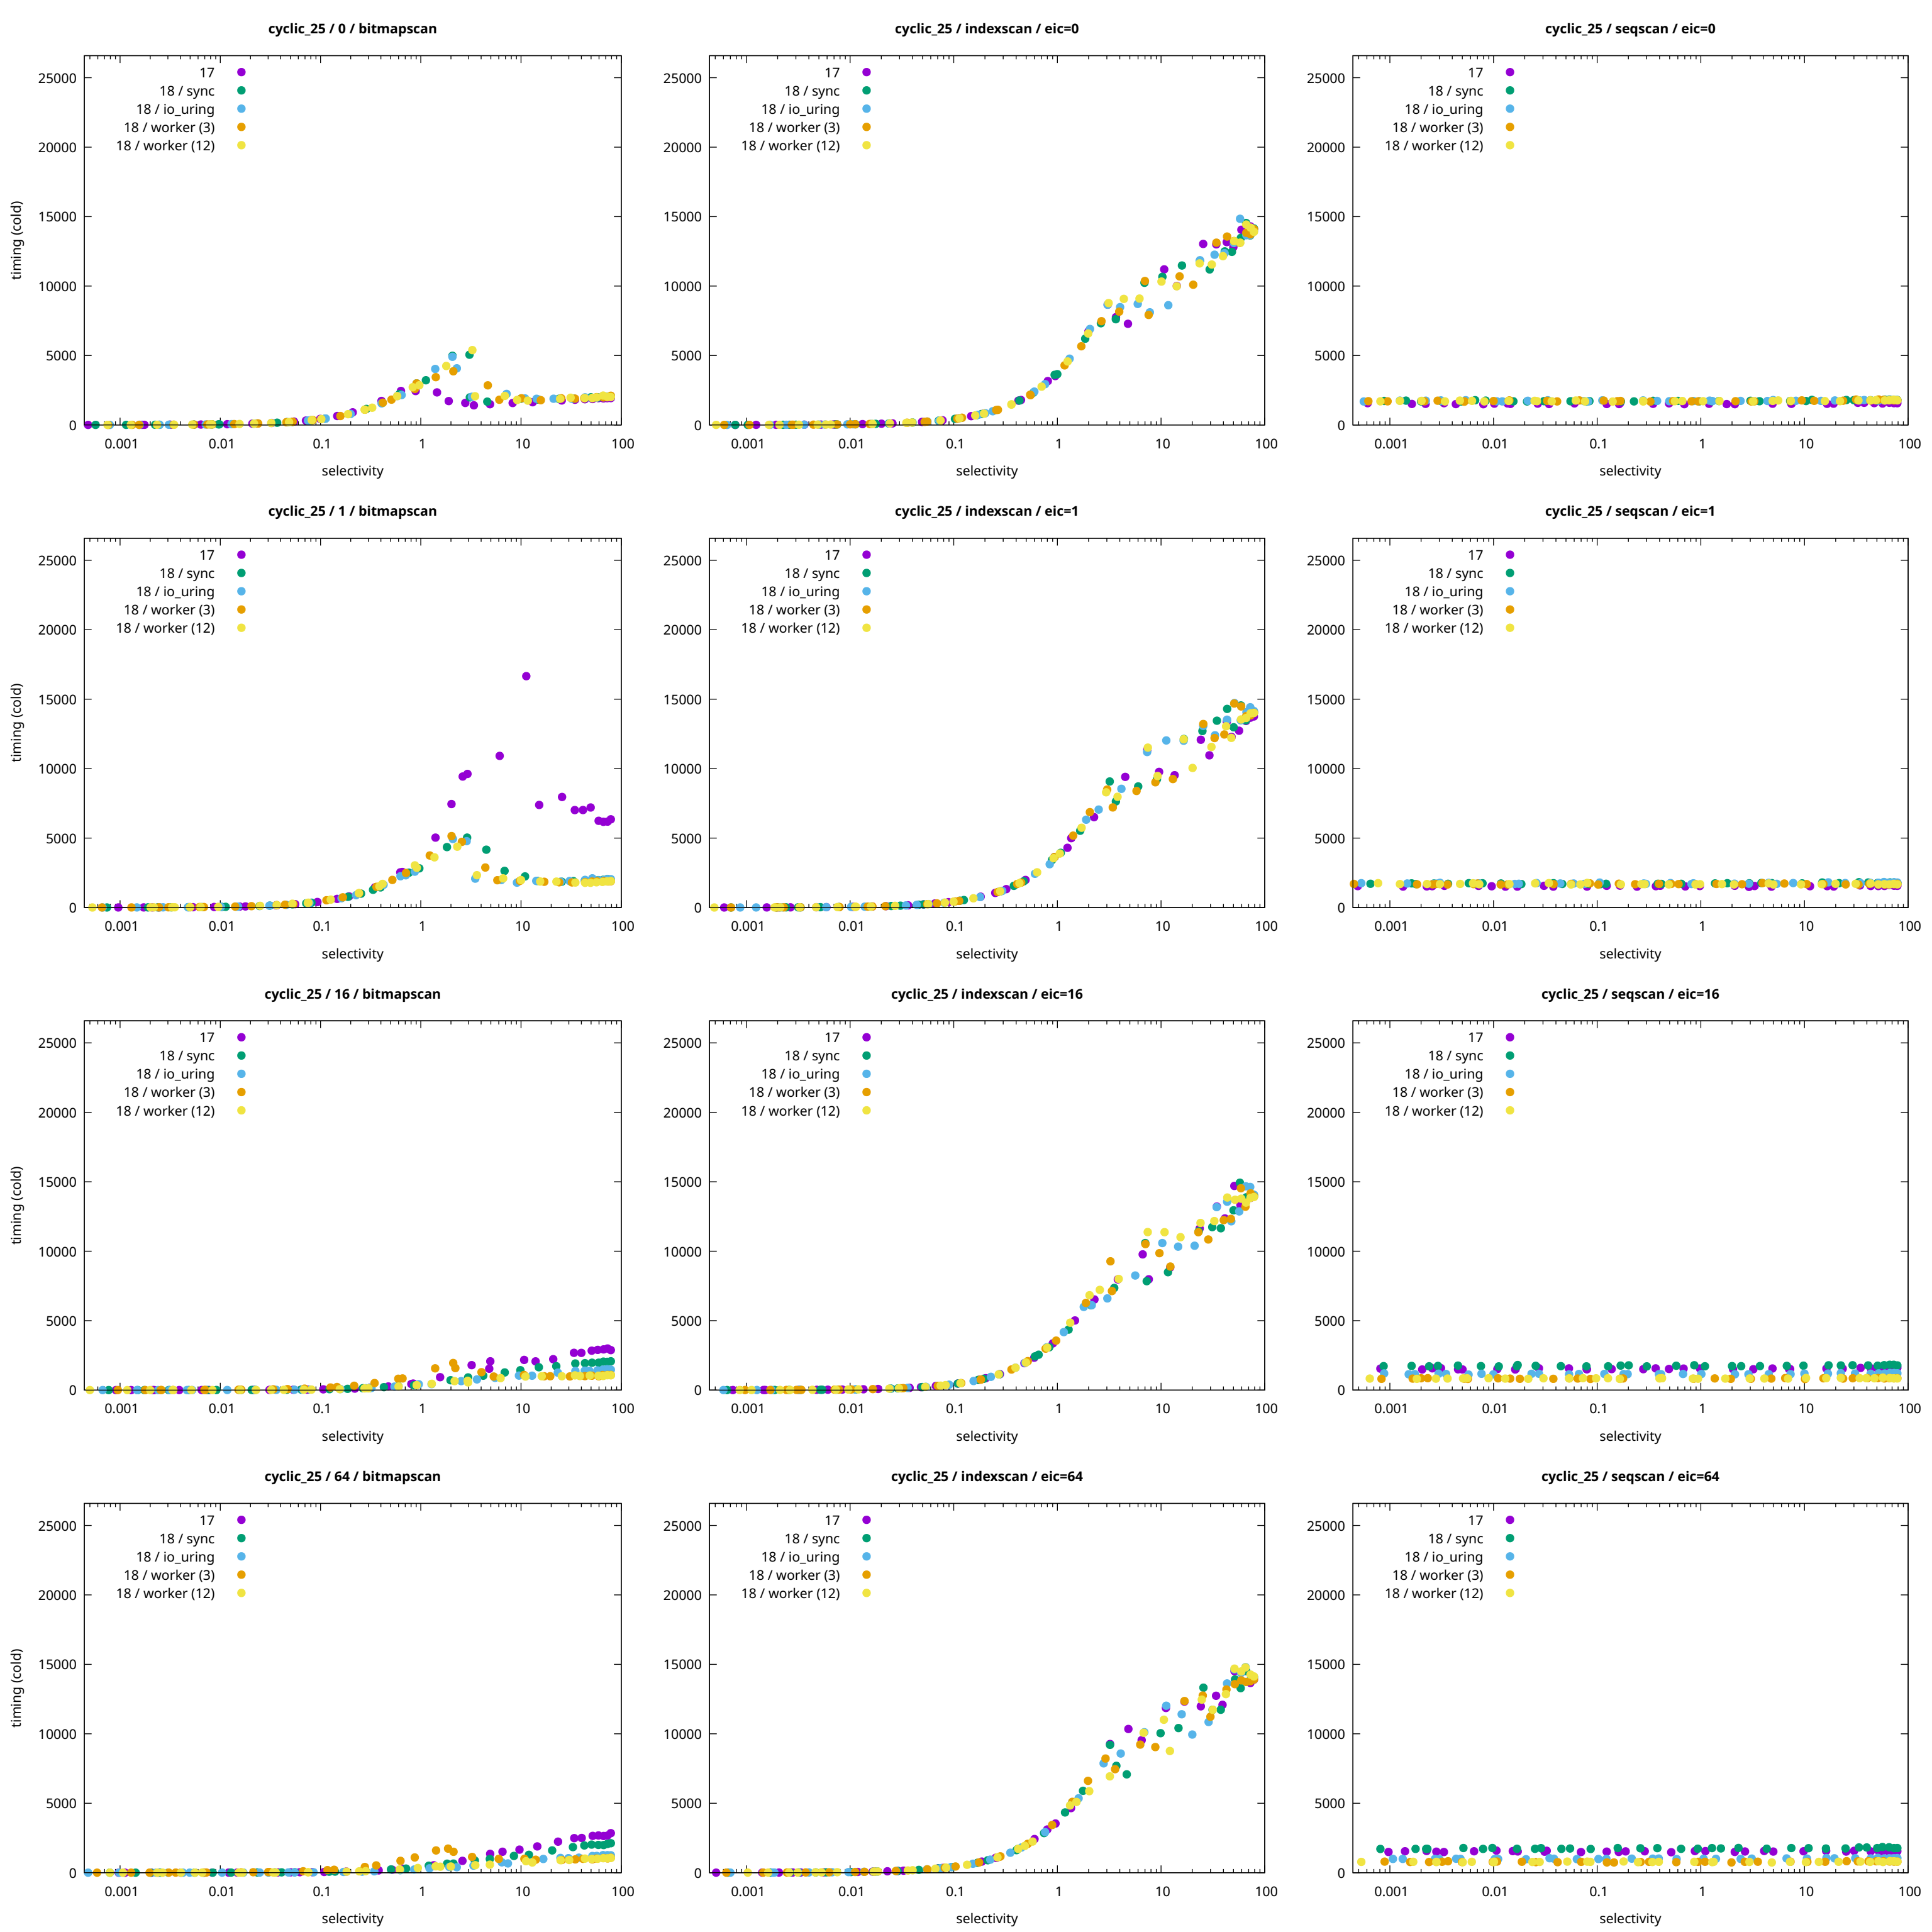 cyclic_25 / 0 / bitmapscan
timing (cold)
25000
20000
15000
10000
5000
0
17
18 / sync
18 / io_uring
18 / worker (3)
18 / worker (12)
0.001 0.01 0.1 1 10 100
selectivity
cyclic_25 / indexscan / eic=0
25000
20000
15000
10000
5000
0
17
18 / sync
18 / io_uring
18 / worker (3)
18 / worker (12)
0.001 0.01 0.1 1 10 100
selectivity
cyclic_25 / seqscan / eic=0
25000
20000
15000
10000
5000
0
17
18 / sync
18 / io_uring
18 / worker (3)
18 / worker (12)
0.001 0.01 0.1 1 10 100
selectivity
cyclic_25 / 1 / bitmapscan
timing (cold)
25000
20000
15000
10000
5000
0
17
18 / sync
18 / io_uring
18 / worker (3)
18 / worker (12)
0.001 0.01 0.1 1 10 100
selectivity
cyclic_25 / indexscan / eic=1
25000
20000
15000
10000
5000
0
17
18 / sync
18 / io_uring
18 / worker (3)
18 / worker (12)
0.001 0.01 0.1 1 10 100
selectivity
cyclic_25 / seqscan / eic=1
25000
20000
15000
10000
5000
0
17
18 / sync
18 / io_uring
18 / worker (3)
18 / worker (12)
0.001 0.01 0.1 1 10 100
selectivity
cyclic_25 / 16 / bitmapscan
timing (cold)
25000
20000
15000
10000
5000
0
17
18 / sync
18 / io_uring
18 / worker (3)
18 / worker (12)
0.001 0.01 0.1 1 10 100
selectivity
cyclic_25 / indexscan / eic=16
25000
20000
15000
10000
5000
0
17
18 / sync
18 / io_uring
18 / worker (3)
18 / worker (12)
0.001 0.01 0.1 1 10 100
selectivity
cyclic_25 / seqscan / eic=16
25000
20000
15000
10000
5000
0
17
18 / sync
18 / io_uring
18 / worker (3)
18 / worker (12)
0.001 0.01 0.1 1 10 100
selectivity
cyclic_25 / 64 / bitmapscan
timing (cold)
25000
20000
15000
10000
5000
0
17
18 / sync
18 / io_uring
18 / worker (3)
18 / worker (12)
0.001 0.01 0.1 1 10 100
selectivity
cyclic_25 / indexscan / eic=64
25000
20000
15000
10000
5000
0
17
18 / sync
18 / io_uring
18 / worker (3)
18 / worker (12)
0.001 0.01 0.1 1 10 100
selectivity
cyclic_25 / seqscan / eic=64
25000
20000
15000
10000
5000
0
17
18 / sync
18 / io_uring
18 / worker (3)
18 / worker (12)
0.001 0.01 0.1 1 10 100
selectivity